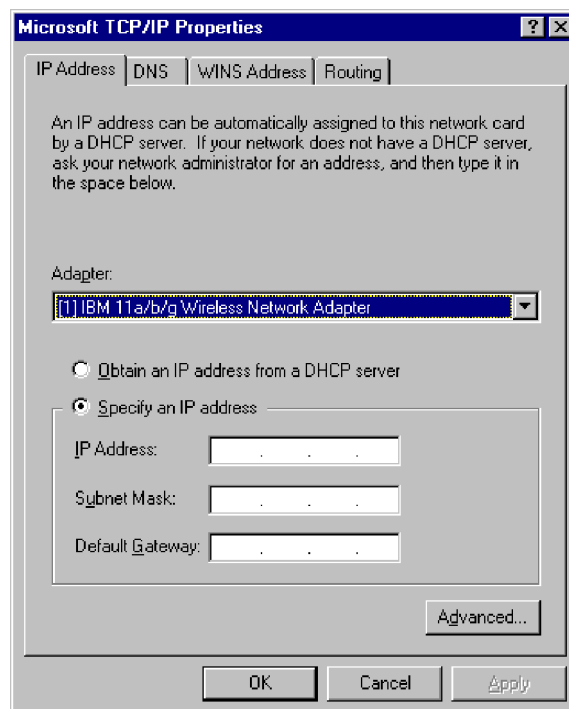 Microsoft TCP/IP Properties
IP Address DNS WINS Address Routing
An IP address can be automatically assigned to this network card
by a DHCP server. If your network does not have a DHCP server,
ask your network administrator for an address, and then type it in
the space below.
Adapter:
[1] IBM 11a/b/g Wireless Network Adapter
Obtain an IP address from a DHCP server
Specify an IP address
IP Address: . . .
Subnet Mask: . . .
Default Gateway: . . .
Advanced...
OK Cancel Apply